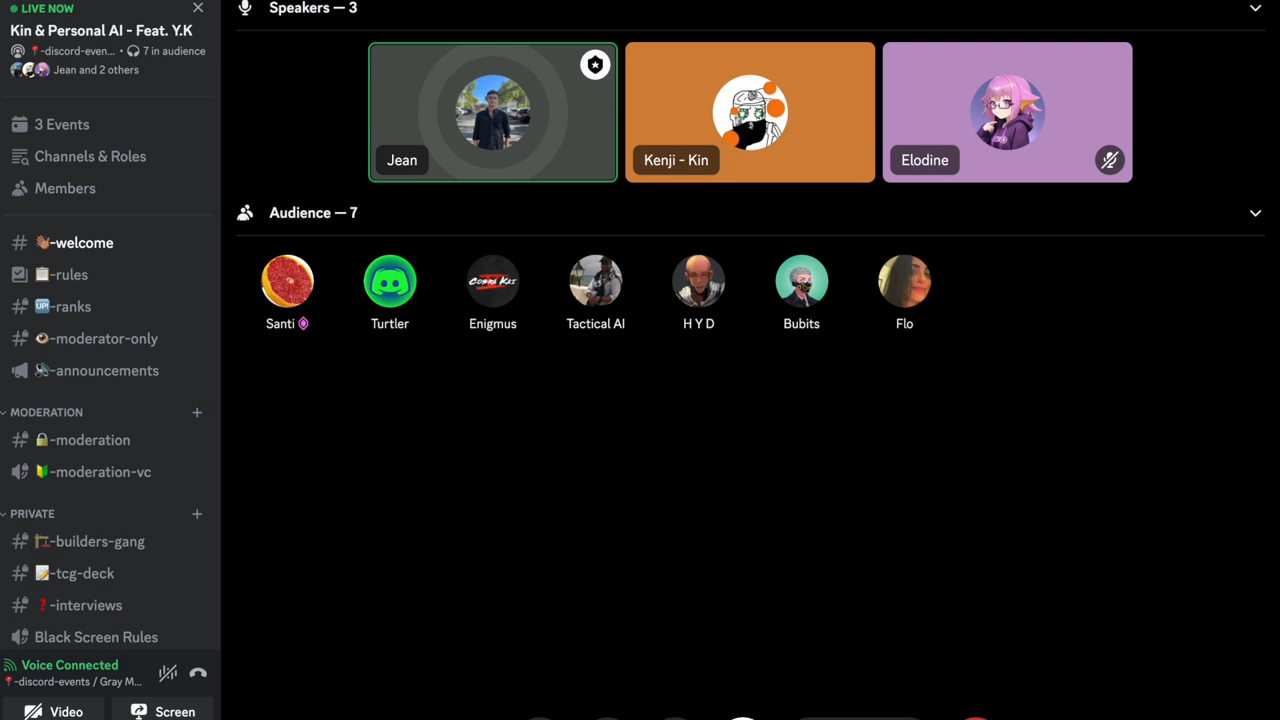 LIVE NOW
Kin & Personal AI - Feat. Y.K
📍-discord-even... • 7 in audience
Jean and 2 others
3 Events
Channels & Roles
Members
👋🏽-welcome
📋-rules
🆙-ranks
👁️-moderator-only
🔊-announcements
MODERATION
🔒-moderation
🔰-moderation-vc
PRIVATE
🏗️-builders-gang
📝-tcg-deck
❓-interviews
Black Screen Rules
Voice Connected
📍-discord-events / Gray M...
Video
Screen
Speakers — 3
Jean
Kenji - Kin
Elodine
Audience — 7
Santi
Turtler
Enigmus
Tactical AI
H Y D
Bubits
Flo
COBRA KAI